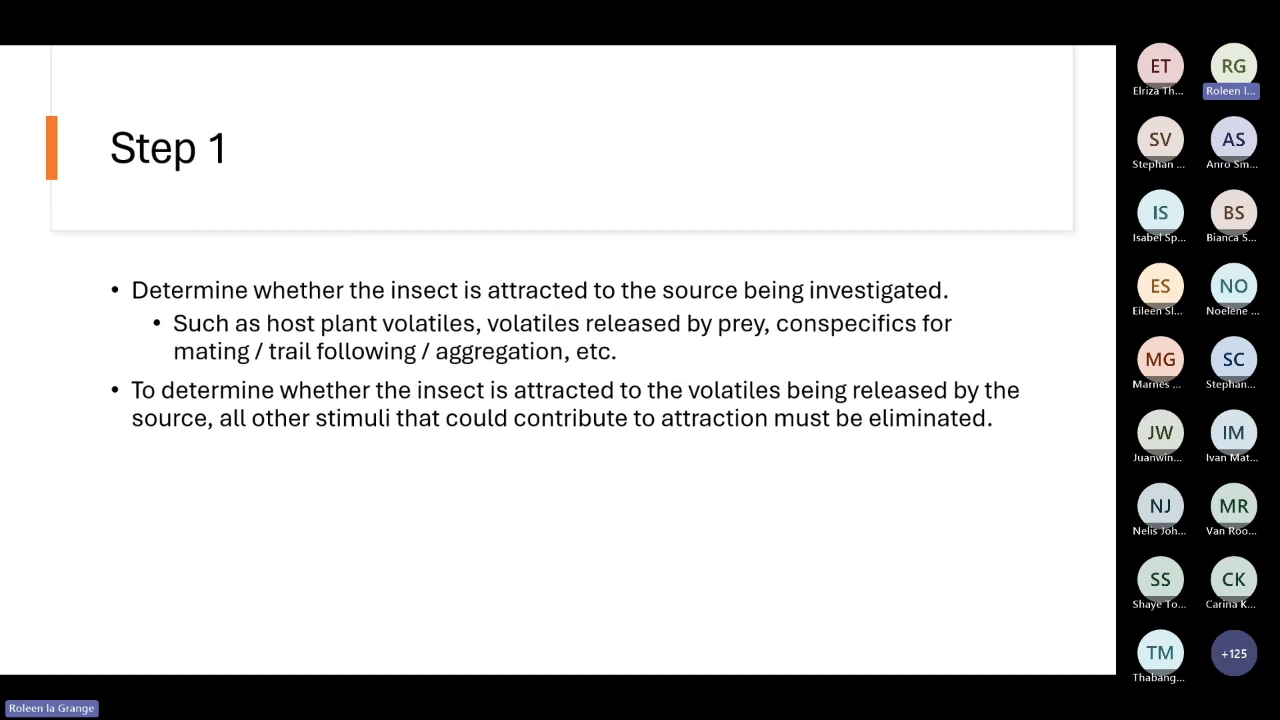 Step 1
• Determine whether the insect is attracted to the source being investigated.
• Such as host plant volatiles, volatiles released by prey, conspecifics for
mating / trail following / aggregation, etc.
• To determine whether the insect is attracted to the volatiles being released by the
source, all other stimuli that could contribute to attraction must be eliminated.
ET
Elriza Th...
RG
Roleen l...
SV
Stephan ...
AS
Anro Sm...
IS
Isabel Sp...
BS
Bianca S...
ES
Eileen Sl...
NO
Noelene ...
MG
Marnes ...
SC
Stephan...
JW
Juanwin...
IM
Ivan Mat...
NJ
Nelis Joh...
MR
Van Roo...
SS
Shaye To...
CK
Carina K...
TM
Thabang...
+125
Roleen la Grange